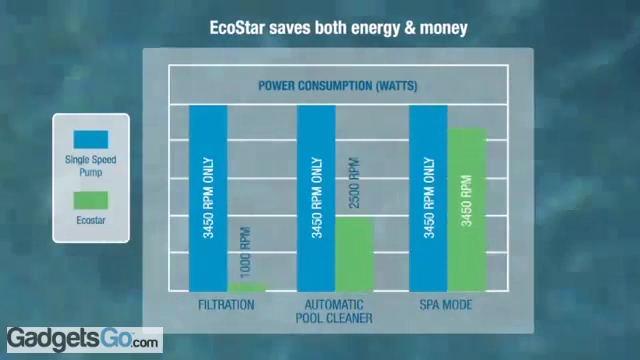 EcoStar saves both energy & money
POWER CONSUMPTION (WATTS)
Single Speed
Pump
Ecostar
3450 RPM ONLY
1000 RPM
3450 RPM ONLY
2500 RPM
3450 RPM ONLY
3450 RPM
FILTRATION
AUTOMATIC
POOL CLEANER
SPA MODE
GadgetsGo.com